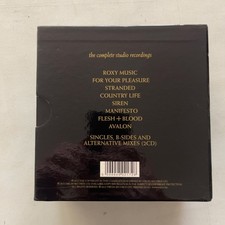 the complete studio recordings
ROXY MUSIC
FOR YOUR PLEASURE
STRANDED
COUNTRY LIFE
SIREN
MANIFESTO
FLESH + BLOOD
AVALON
SINGLES, B-SIDES AND
ALTERNATIVE MIXES (2CD)